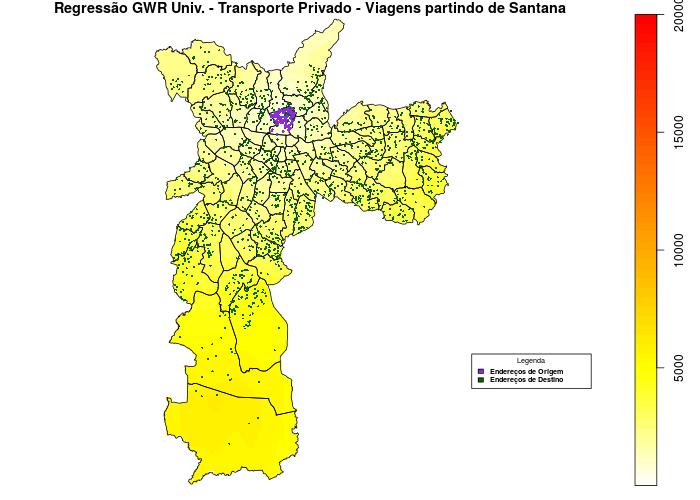 Regressão GWR Univ. - Transporte Privado - Viagens partindo de Santana
20000
15000
10000
5000
Legenda
Endereços de Origem
Endereços de Destino